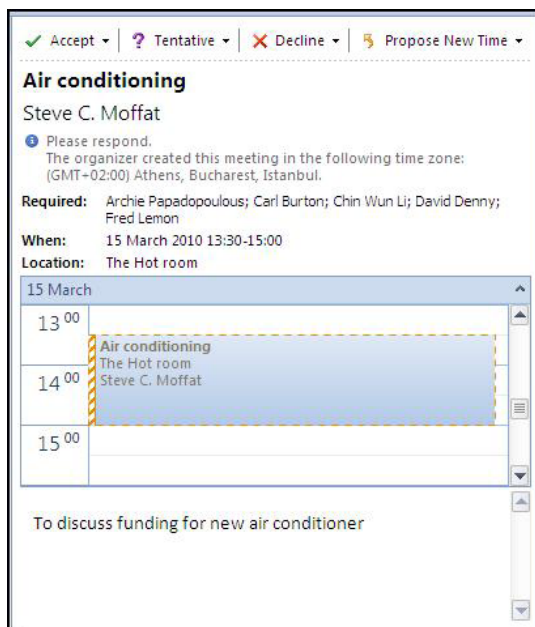 Accept Tentative Decline Propose New Time
Air conditioning
Steve C. Moffat
Please respond.
The organizer created this meeting in the following time zone:
(GMT+02:00) Athens, Bucharest, Istanbul.
Required: Archie Papadopoulous; Carl Burton; Chin Wun Li; David Denny;
Fred Lemon
When: 15 March 2010 13:30-15:00
Location: The Hot room
15 March
13 00
Air conditioning
The Hot room
14 00 Steve C. Moffat
15 00
To discuss funding for new air conditioner